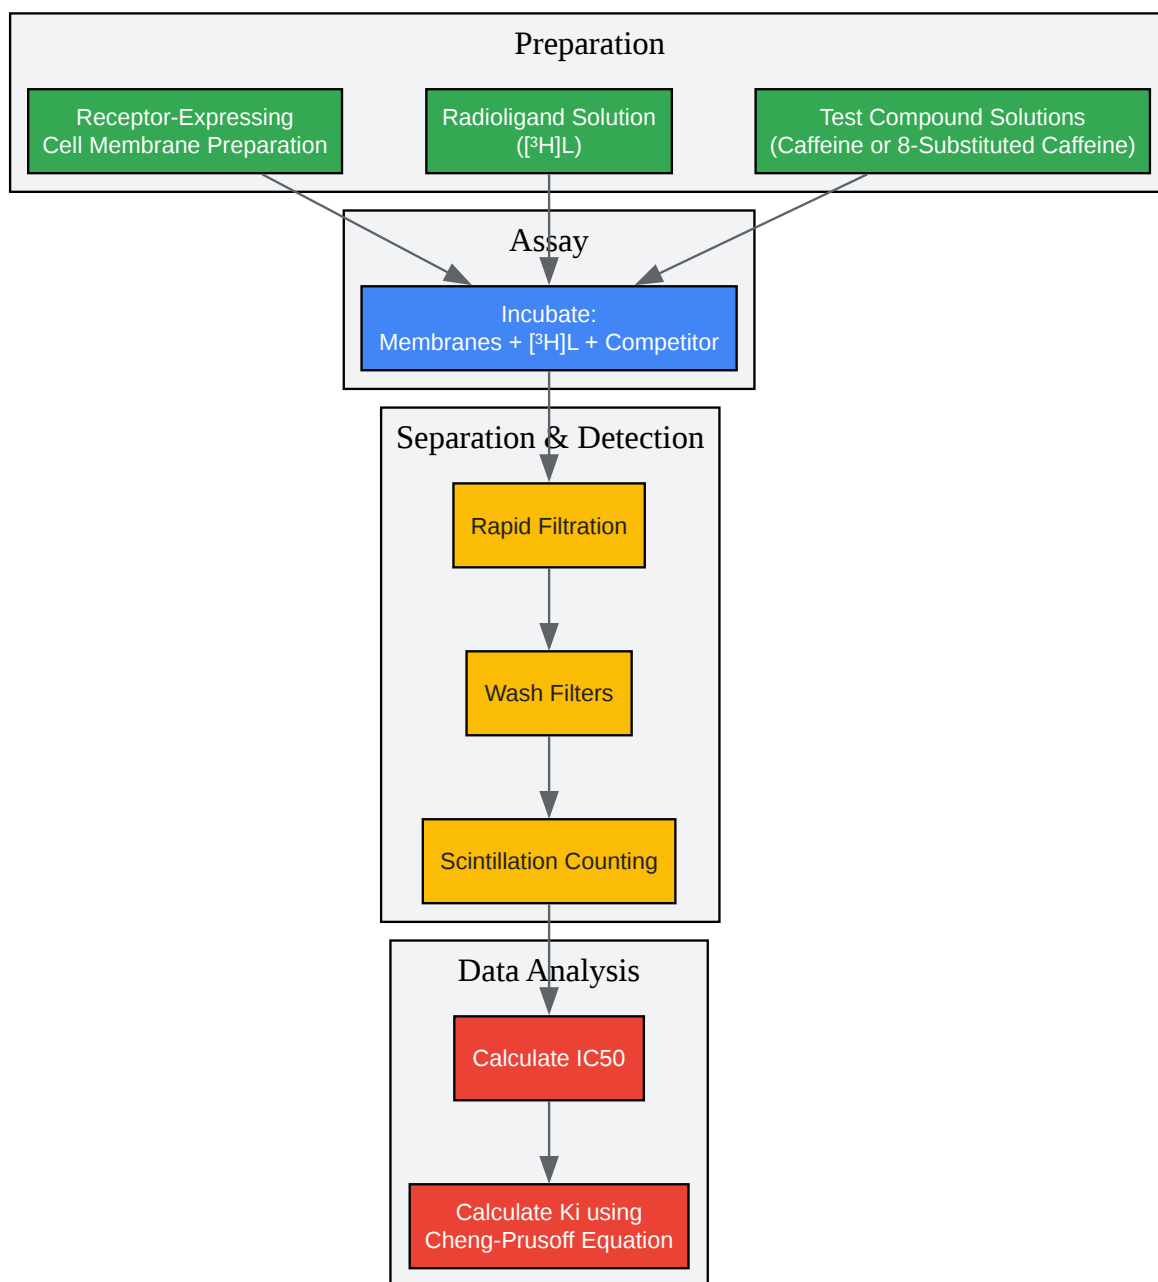 Preparation
Receptor-Expressing
Cell Membrane Preparation
Radioligand Solution
([³H]L)
Test Compound Solutions
(Caffeine or 8-Substituted Caffeine)
Assay
Incubate:
Membranes + [³H]L + Competitor
Separation & Detection
Rapid Filtration
Wash Filters
Scintillation Counting
Data Analysis
Calculate IC50
Calculate Ki using
Cheng-Prusoff Equation